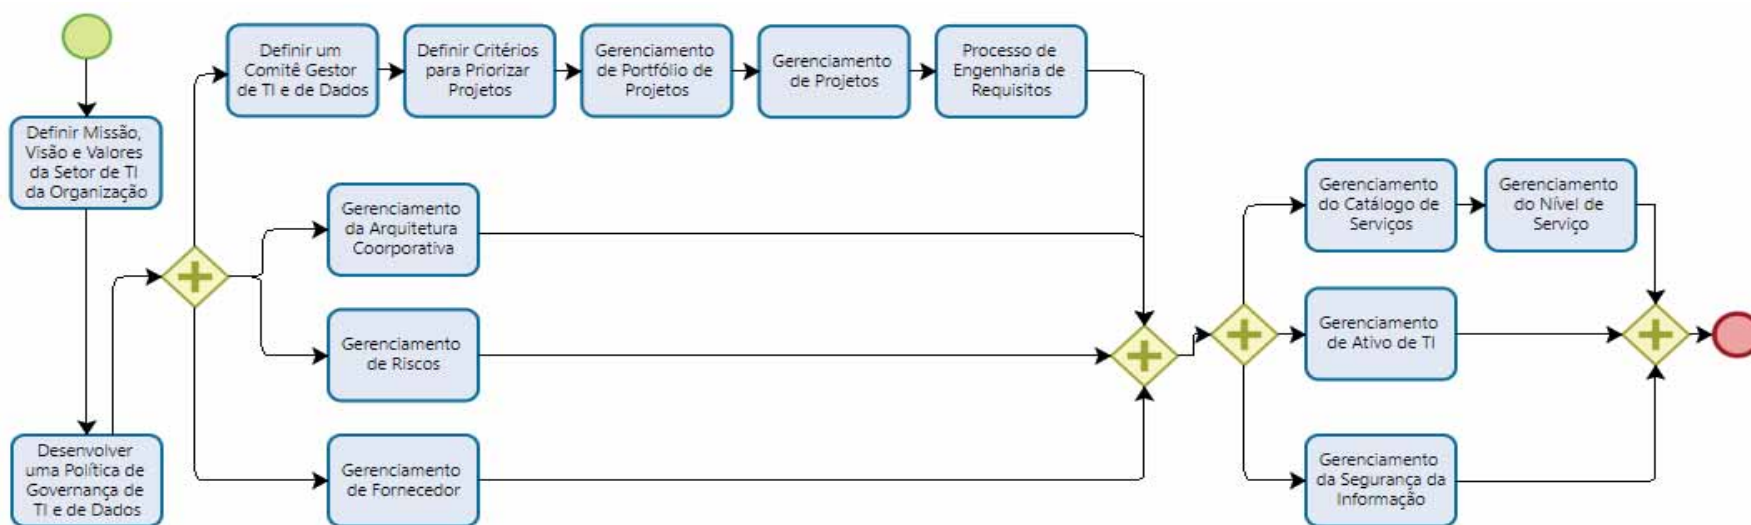 Definir Missão,
Visão e Valores
da Setor de TI
da Organização
Desenvolver
uma Política de
Governança de
TI e de Dados
Definir um
Comitê Gestor
de TI e de Dados
Definir Critérios
para Priorizar
Projetos
Gerenciamento
de Portfólio de
Projetos
Gerenciamento
de Projetos
Processo de
Engenharia de
Requisitos
Gerenciamento
da Arquitetura
Coorporativa
Gerenciamento
de Riscos
Gerenciamento
de Fornecedor
Gerenciamento
do Catálogo de
Serviços
Gerenciamento
do Nível de
Serviço
Gerenciamento
de Ativo de TI
Gerenciamento
da Segurança da
Informação